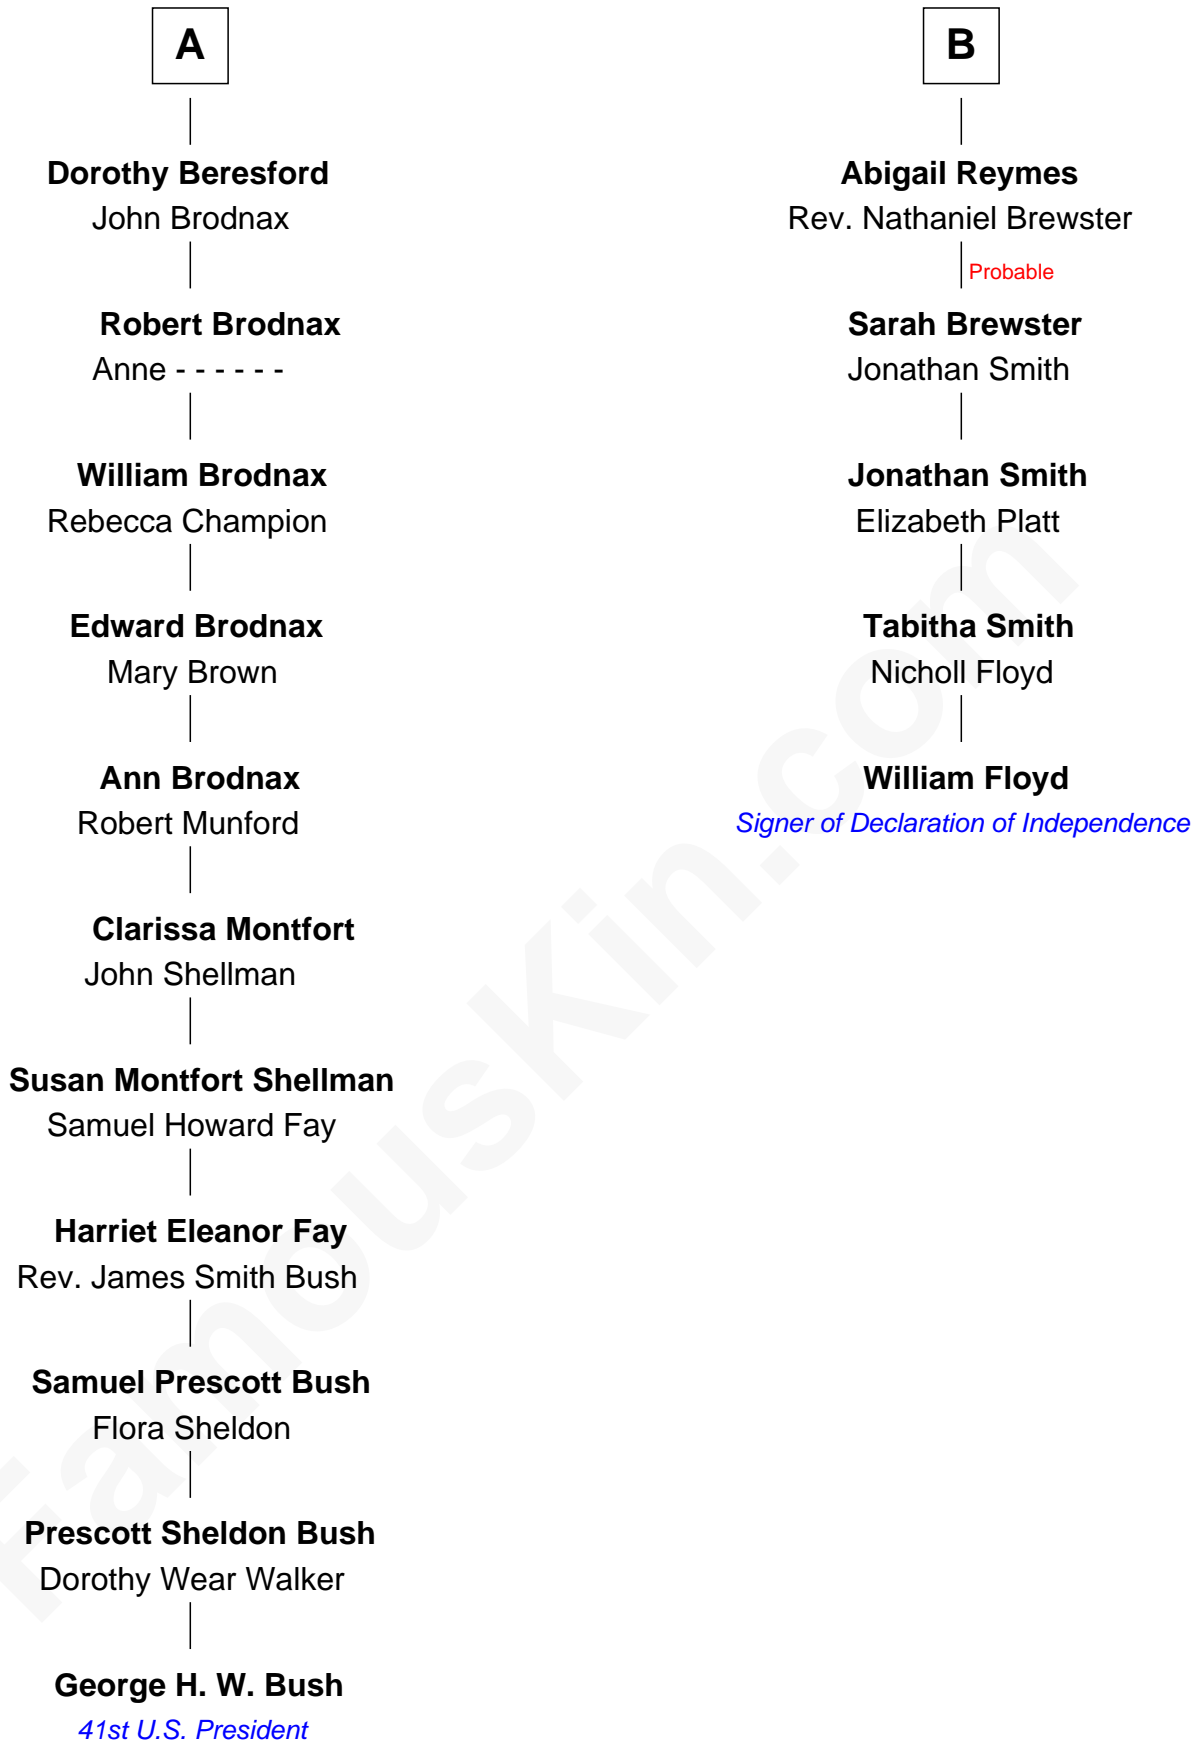 A
Dorothy Beresford
John Brodnax
Robert Brodnax
Anne - - - - - -
William Brodnax
Rebecca Champion
Edward Brodnax
Mary Brown
Ann Brodnax
Robert Munford
Clarissa Montfort
John Shellman
Susan Montfort Shellman
Samuel Howard Fay
Harriet Eleanor Fay
Rev. James Smith Bush
Samuel Prescott Bush
Flora Sheldon
Prescott Sheldon Bush
Dorothy Wear Walker
George H. W. Bush
41st U.S. President
B
Abigail Reymes
Rev. Nathaniel Brewster
Probable
Sarah Brewster
Jonathan Smith
Jonathan Smith
Elizabeth Platt
Tabitha Smith
Nicholl Floyd
William Floyd
Signer of Declaration of Independence
FamousKin.com